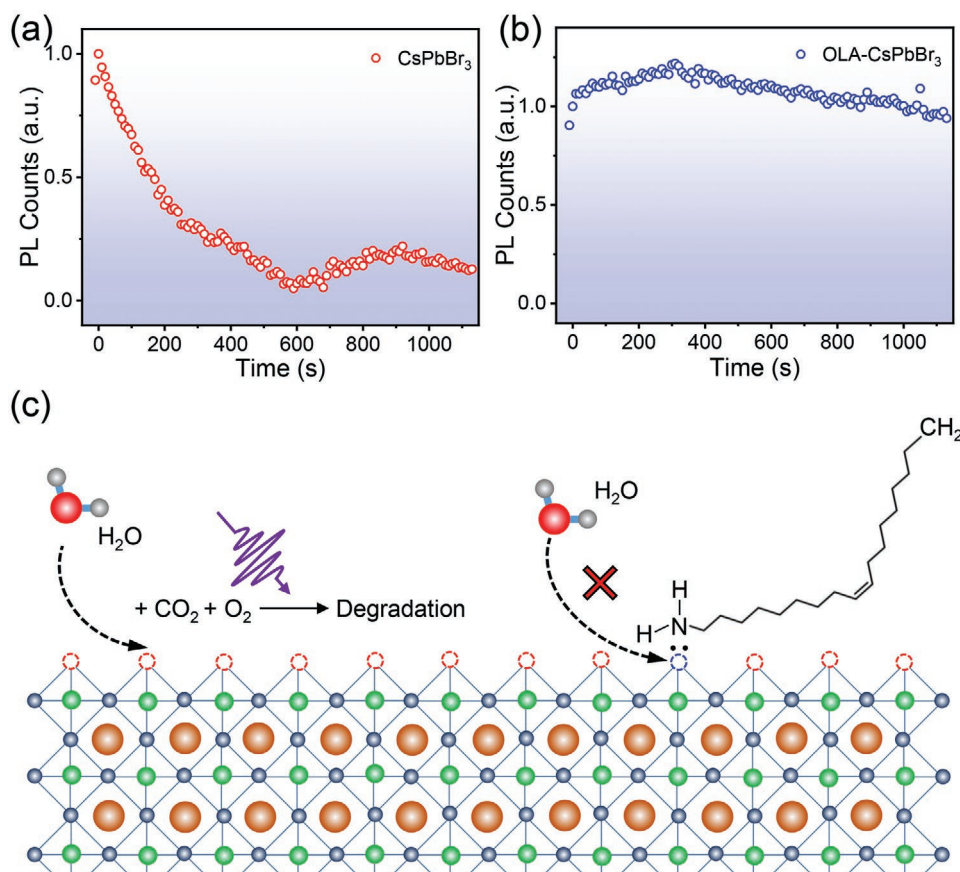 (a)
CsPbBr₃
1.0
0.5
0.0
PL Counts (a.u.)
0 200 400 600 800 1000
Time (s)
(b)
OLA-CsPbBr₃
1.0
0.5
0.0
PL Counts (a.u.)
0 200 400 600 800 1000
Time (s)
(c)
H₂O
+ CO₂ + O₂ Degradation
H₂O
CH₂
H
H N